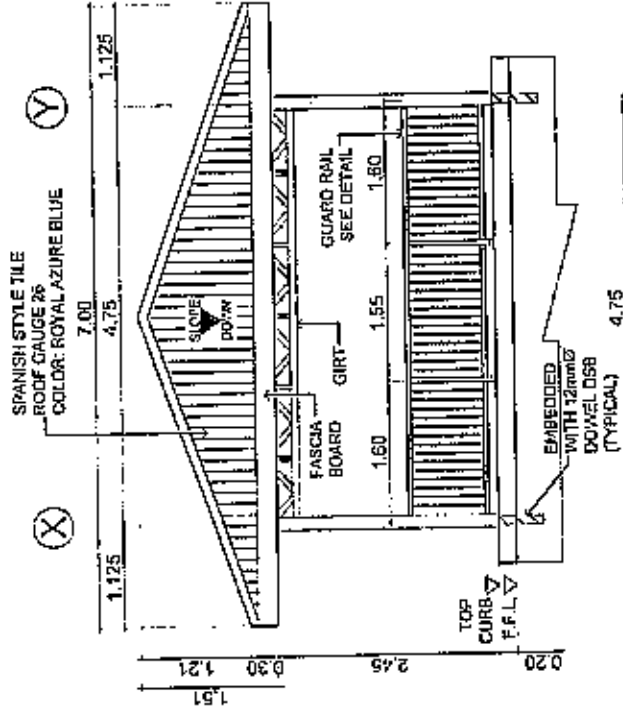 SPANISH STYLE TILE
ROOF GAUGE 26
COLOR: ROYAL AZURE BLUE
X
Y
7.00
1.125
4.75
1.125
SLOPE
DOWN
FASCIA
BOARD
GIRT
GUARD RAIL
SEE DETAIL
1.60
1.55
1.60
1.51
1.21
0.30
2.45
0.20
TOP
CURB
F.F.L
EMBEDDED
WITH 12mmØ
DOWEL DSB
(TYPICAL)
4.75